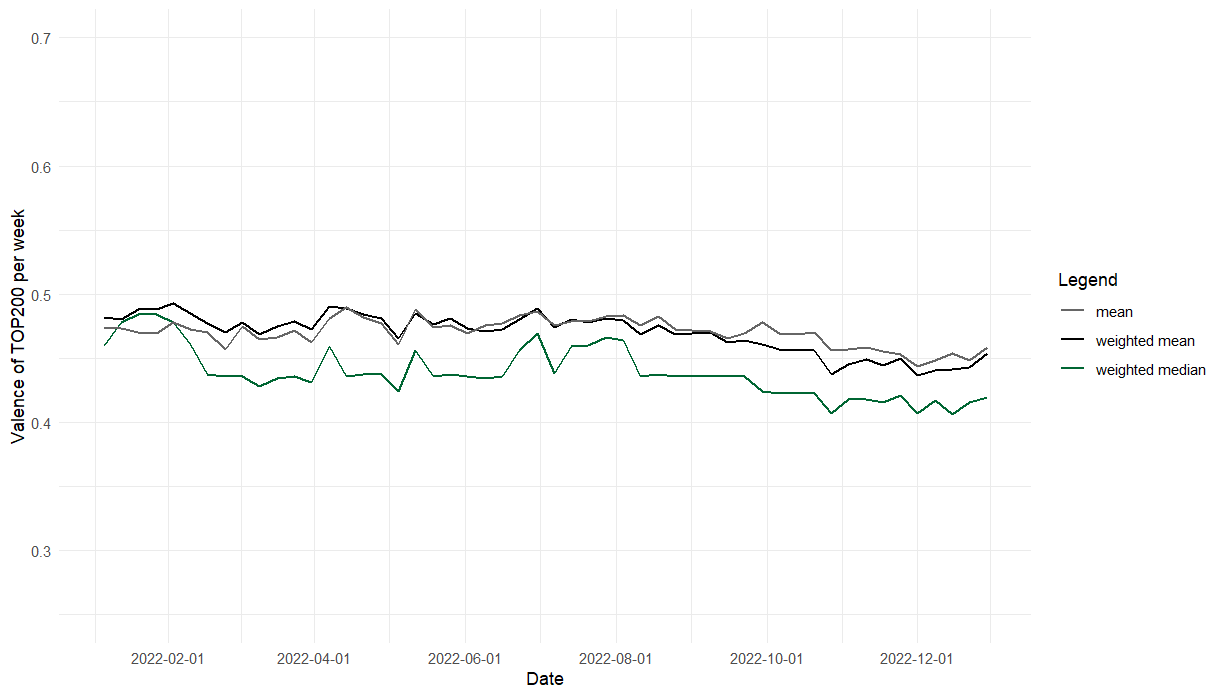 0.7
0.6
0.5
0.4
0.3
Valence of TOP200 per week
2022-02-01 2022-04-01 2022-06-01 2022-08-01 2022-10-01 2022-12-01
Date
Legend
mean
weighted mean
weighted median